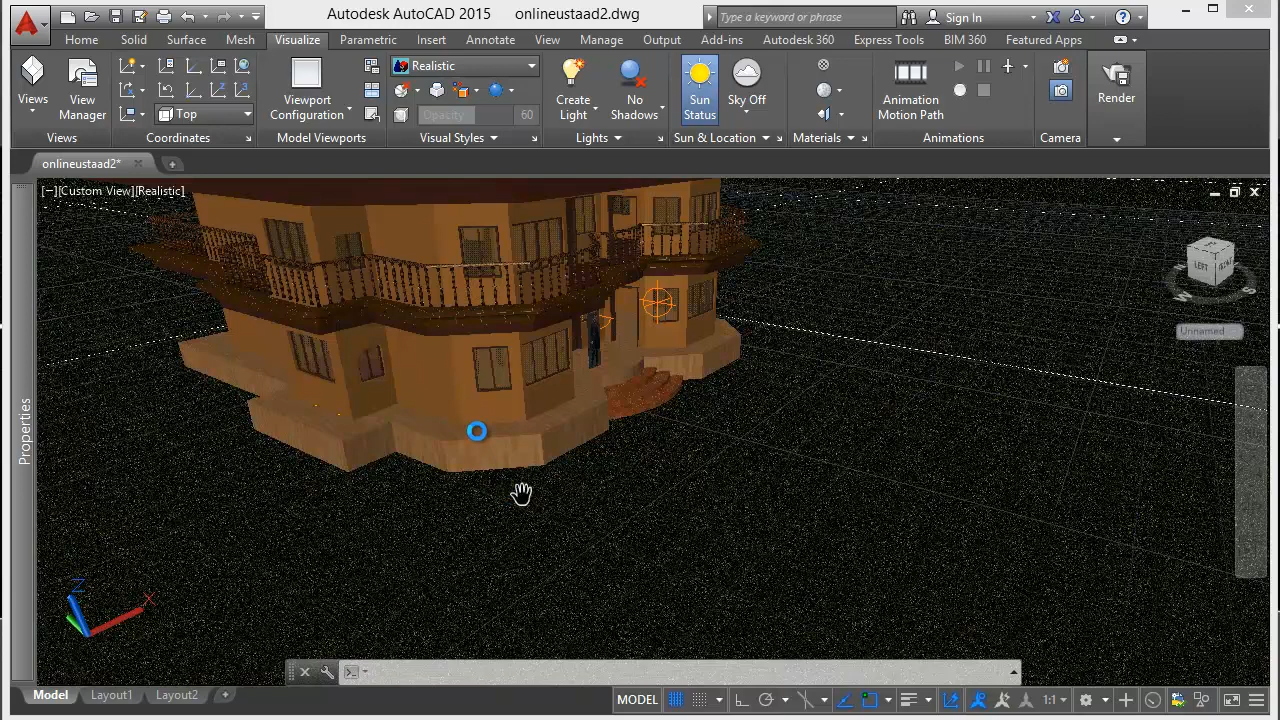 Autodesk AutoCAD 2015 onlineustaad2.dwg
Type a keyword or phrase
Sign In
Home Solid Surface Mesh Visualize Parametric Insert Annotate View Manage Output Add-ins Autodesk 360 Express Tools BIM 360 Featured Apps
Views
View
Manager
Views
Top
Coordinates
Viewport
Configuration
Model Viewports
Realistic
Opacity 60
Visual Styles
Create
Light
No
Shadows
Lights
Sun
Status
Sky Off
Sun & Location
Materials
Animation
Motion Path
Animations
Camera
Render
onlineustaad2*
[−][Custom View][Realistic]
LEFT
W
S
Unnamed
Properties
Z
X
Model Layout1 Layout2
MODEL
1:1